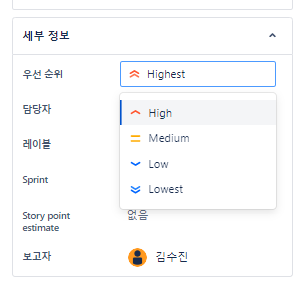 세부 정보
우선 순위
Highest
담당자
High
Medium
레이블
Low
Sprint
Lowest
Story point
estimate
없음
보고자
김수진